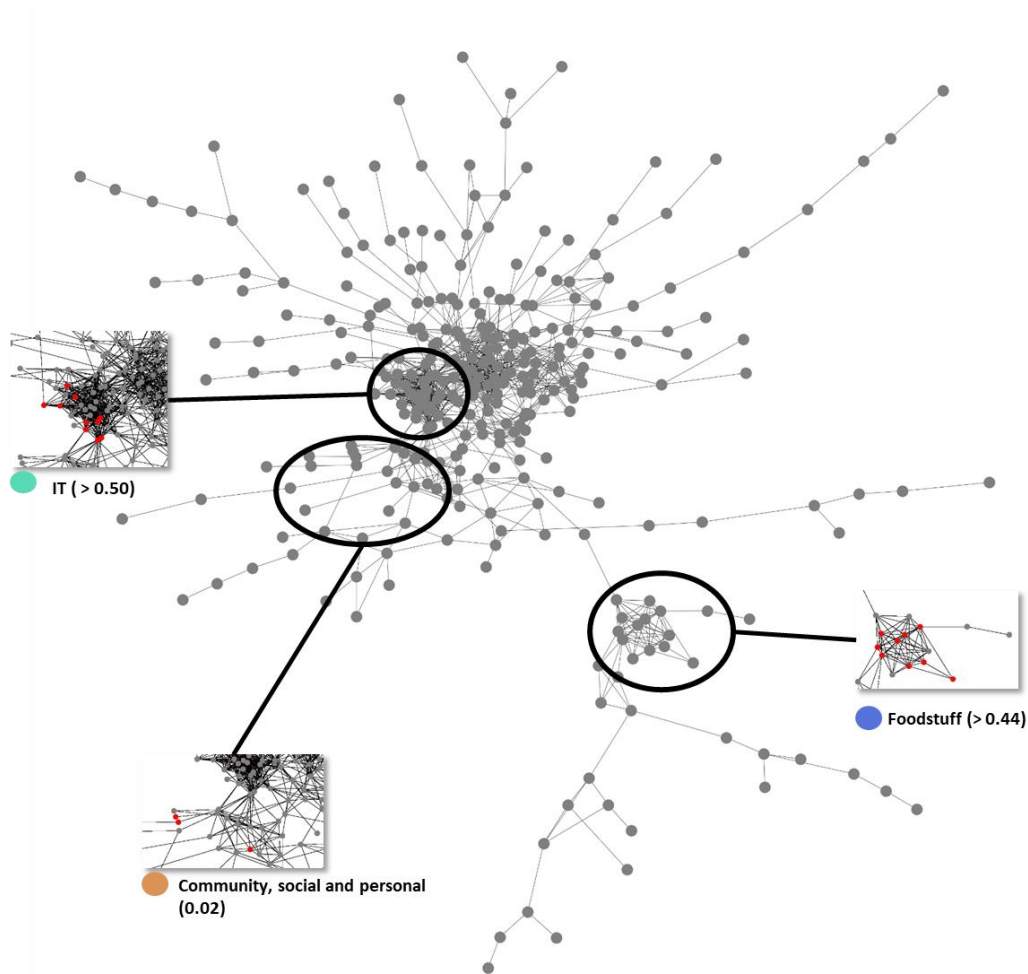 IT ( > 0.50)
Foodstuff (> 0.44)
Community, social and personal
(0.02)